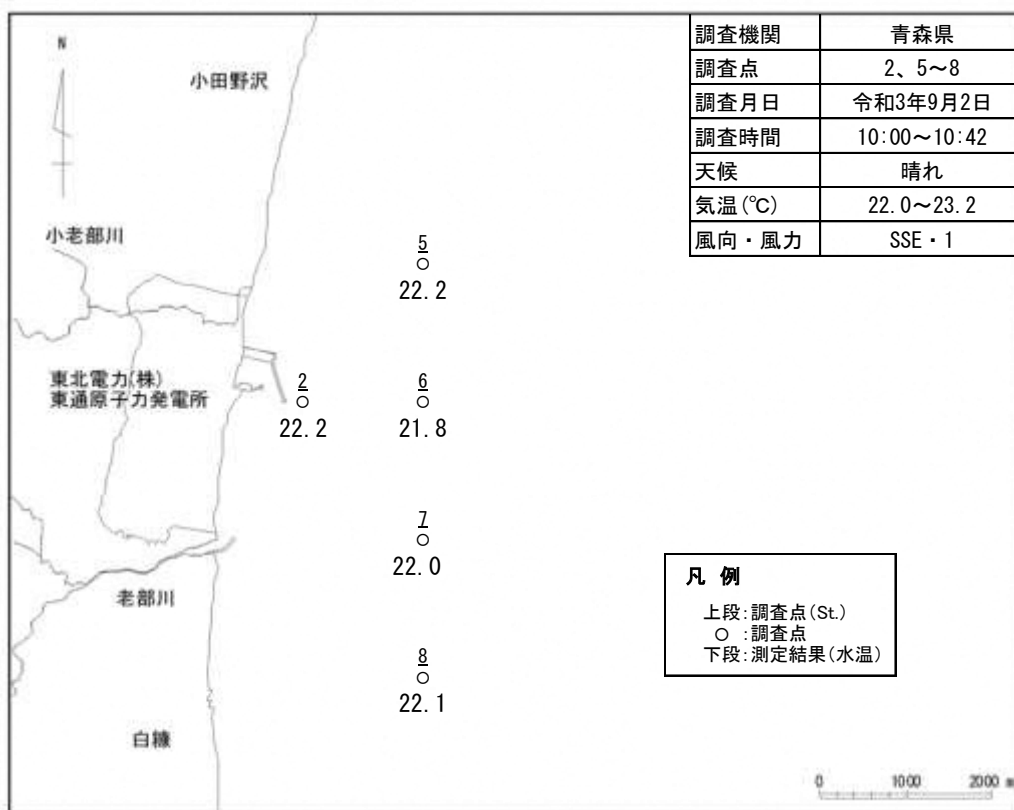 調査機関 青森県
調査点 2、5~8
調査月日 令和3年9月2日
調査時間 10:00~10:42
天候 晴れ
気温(℃) 22.0~23.2
風向・風力 SSE・1
N
小田野沢
小老部川
5
22.2
東北電力(株)
東通原子力発電所
2
22.2
6
21.8
7
22.0
老部川
8
22.1
白糠
凡 例
上段:調査点(St.)
○ :調査点
下段:測定結果(水温)
0 1000 2000 m